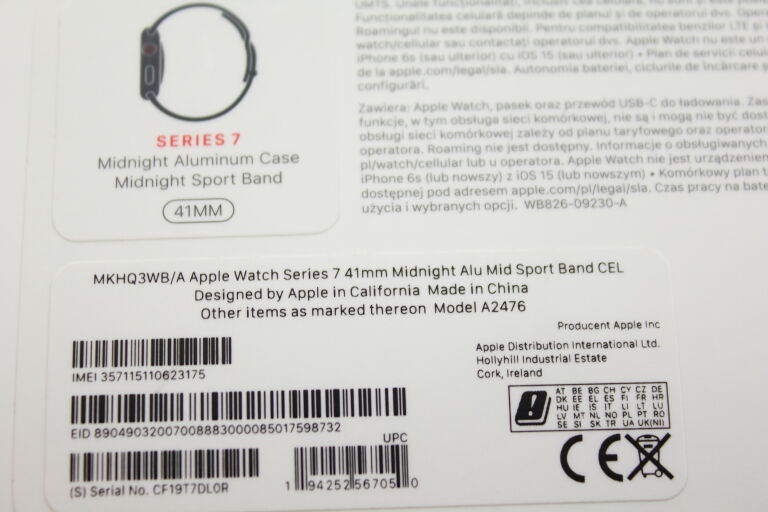 UMTS. Unele funcționalități, inclusiv cea celulară, nu sunt
Funcționalitatea celulară depinde de planul și de operatorul dvs.
Roamingul nu este disponibil. Pentru compatibilitatea benzilor LTE și
watch/cellular sau contactați operatorul dvs. Apple Watch nu este un
iPhone 6s (sau ulterior) cu iOS 15 (sau ulterior) • Plan de servicii
de la apple.com/legal/sla. Autonomia bateriei, ciclurile de încărcare și
configurări.
Zawiera: Apple Watch, pasek oraz przewód USB-C do ładowania.
funkcje, w tym obsługa sieci komórkowej, nie są i mogą nie być
obsługi sieci komórkowej zależy od planu taryfowego oraz
operatora. Roaming nie jest dostępny. Informacje o obsługiwanych
pl/watch/cellular lub u operatora. Apple Watch nie jest
iPhone 6s (lub nowszy) z iOS 15 (lub nowszym) • Komórkowy plan
dostępnej pod adresem apple.com/pl/legal/sla. Czas pracy na
użycia i wybranych opcji. WB826-09230-A
SERIES 7
Midnight Aluminum Case
Midnight Sport Band
41MM
MKHQ3WB/A Apple Watch Series 7 41mm Midnight Alu Mid Sport Band CEL
Designed by Apple in California Made in China
Other items as marked thereon Model A2476
Producent Apple Inc
Apple Distribution International Ltd.
Hollyhill Industrial Estate
Cork, Ireland
IMEI 357115110623175
EID 89049032007008883000085017598732
(S) Serial No. CF19T7DL0R
UPC
1 94252 56705 0
AT BE BG CH CY CZ DE
DK EE EL ES FI FR HR
HU IE IS IT LI LT LU
LV MT NL NO PL PT RO
SE SI SK TR UA UK(NI)
CE